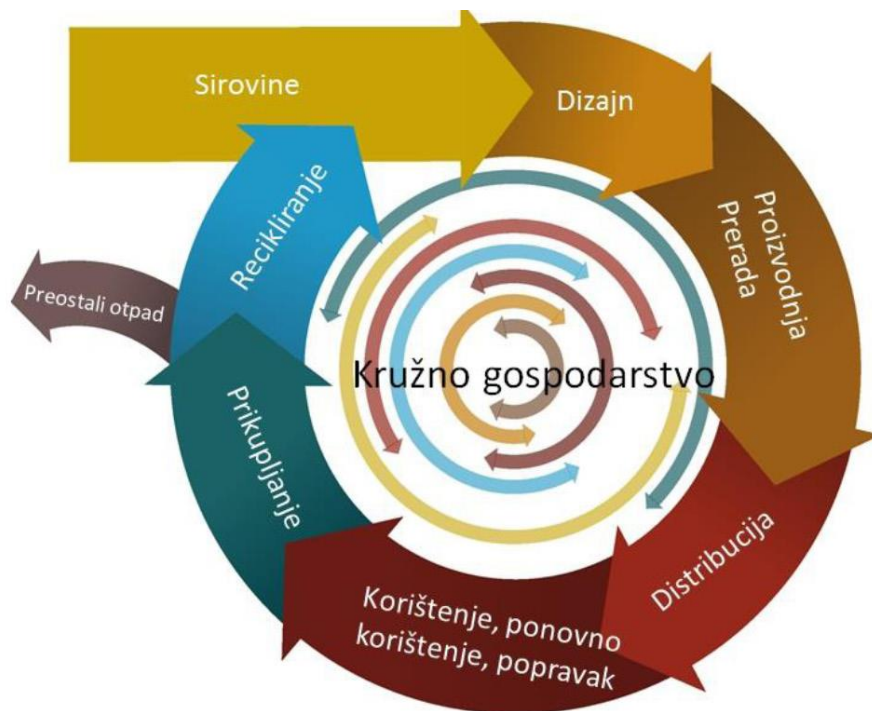 Sirovine
Dizajn
Proizvodnja
Prerada
Distribucija
Korištenje, ponovno
korištenje, popravak
Prikupljanje
Recikliranje
Preostali otpad
Kružno gospodarstvo